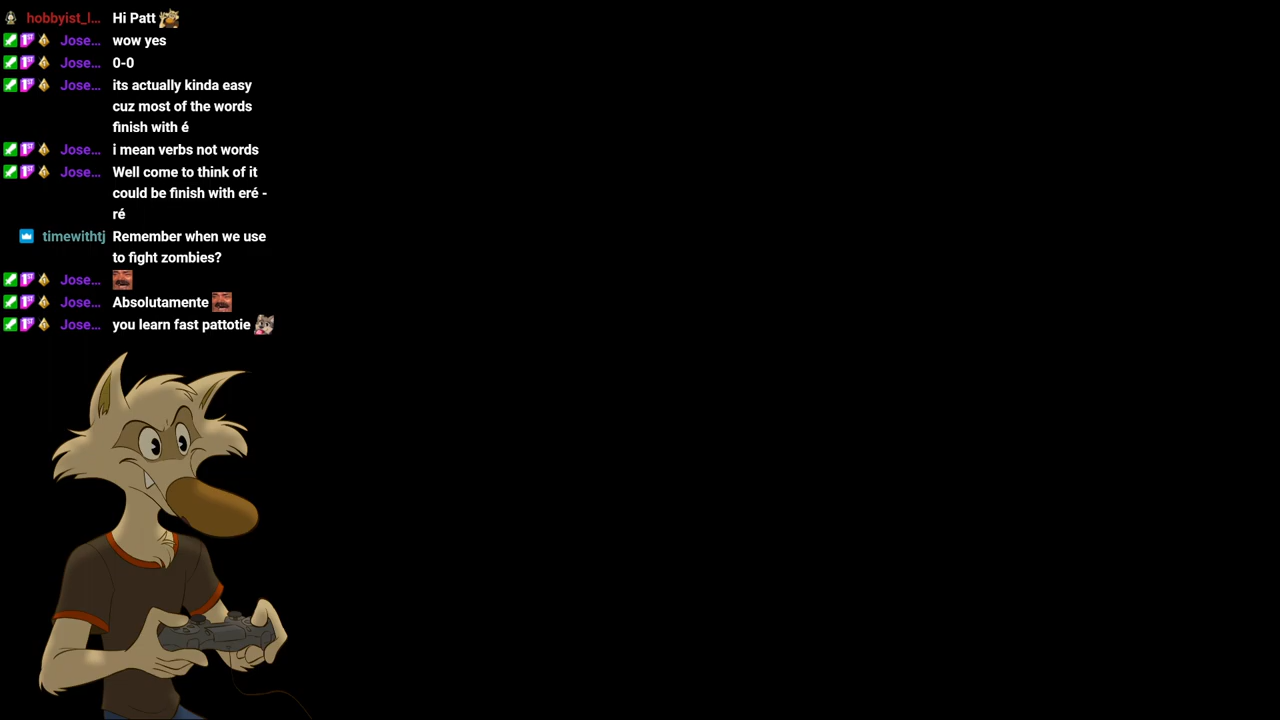 hobbyist_l... Hi Patt
Jose... wow yes
Jose... 0-0
Jose... its actually kinda easy
cuz most of the words
finish with é
Jose... i mean verbs not words
Jose... Well come to think of it
could be finish with eré -
ré
timewithtj Remember when we use
to fight zombies?
Jose...
Jose... Absolutamente
Jose... you learn fast pattotie